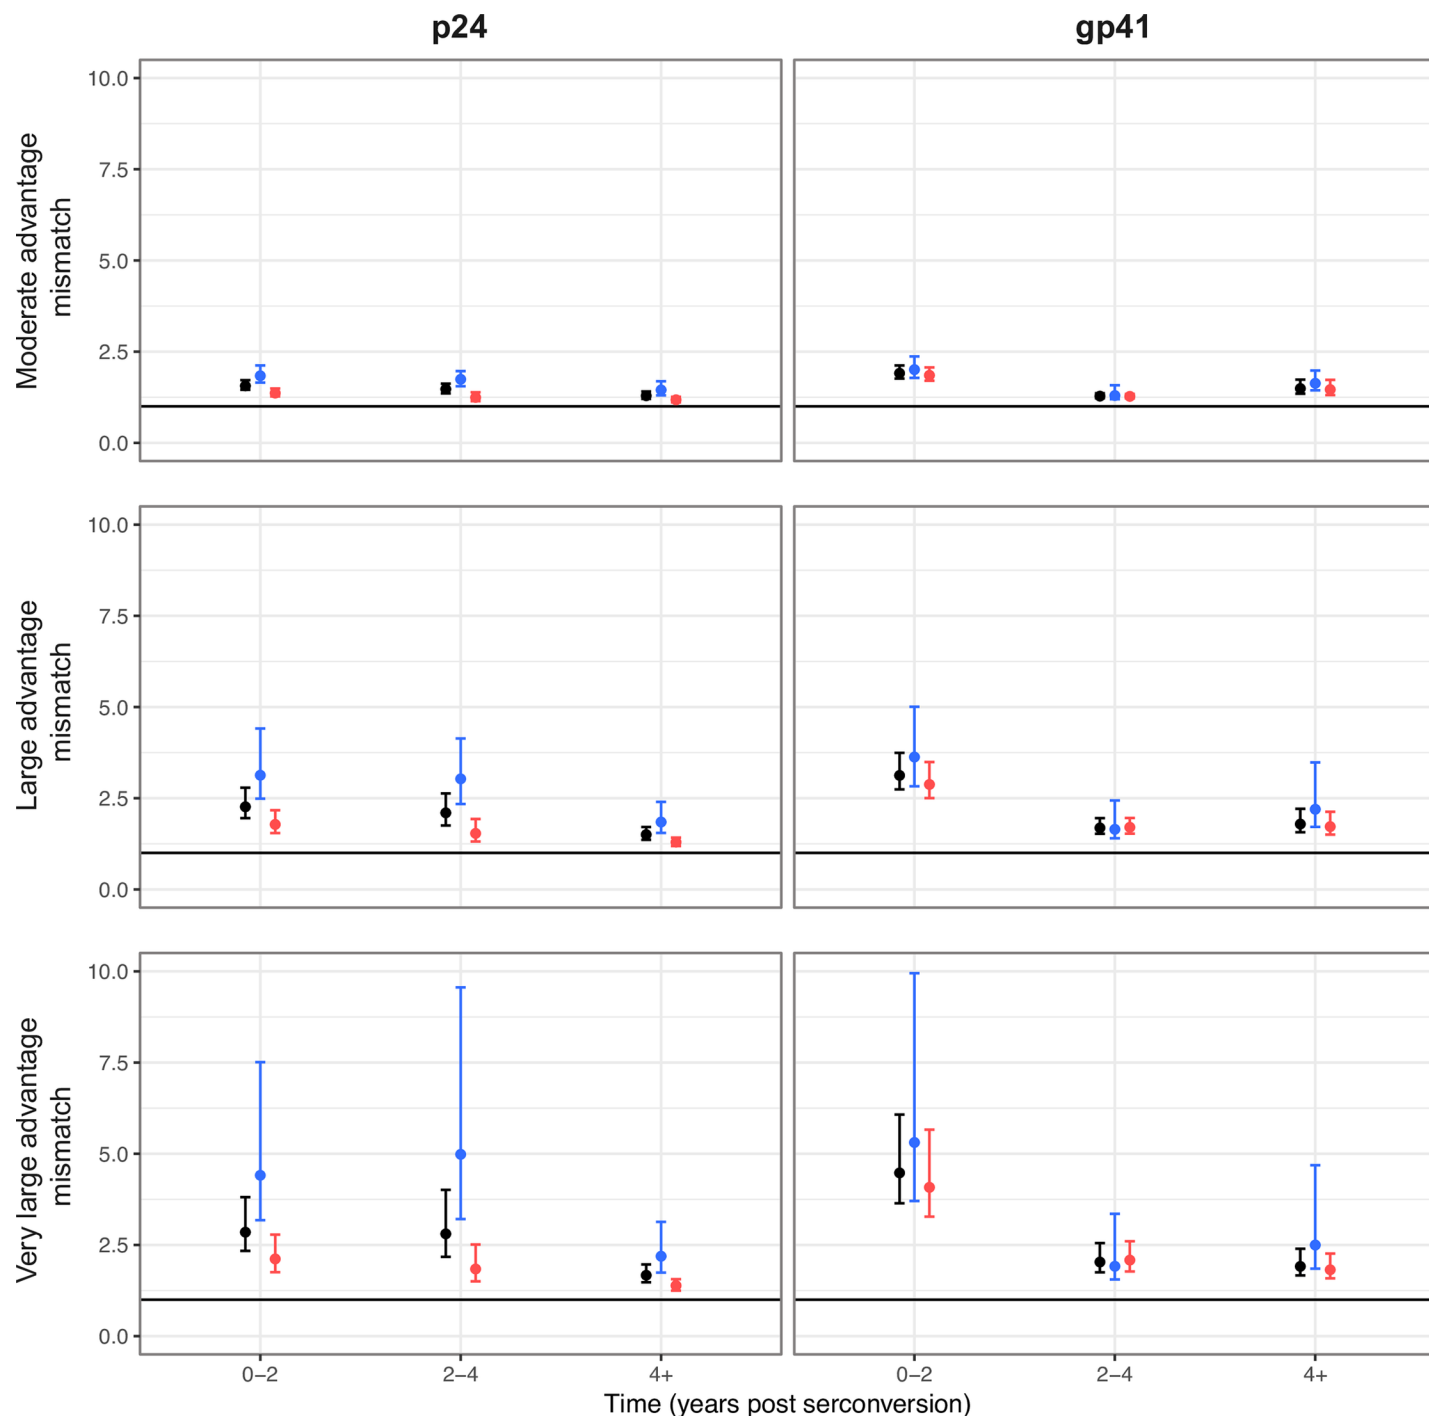 p24
gp41
Moderate advantage
mismatch
10.0
7.5
5.0
2.5
0.0
Large advantage
mismatch
10.0
7.5
5.0
2.5
0.0
Very large advantage
mismatch
10.0
7.5
5.0
2.5
0.0
0–2
2–4
4+
0–2
2–4
4+
Time (years post serconversion)